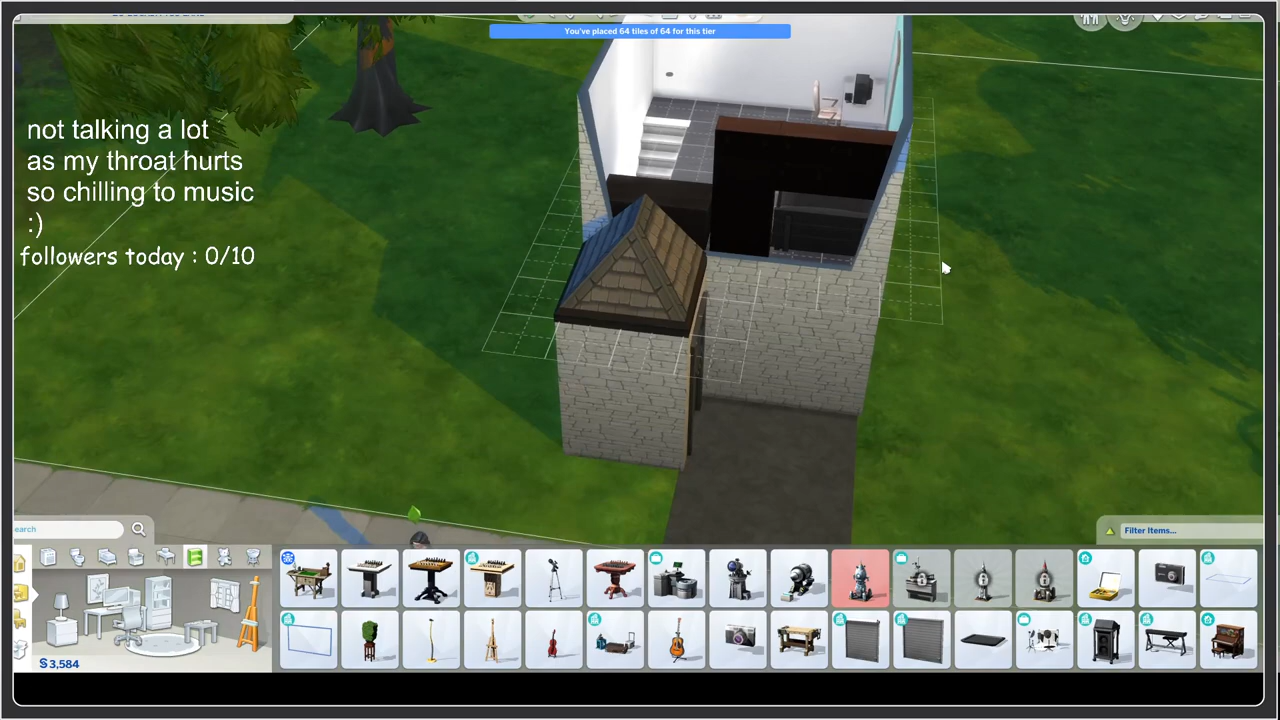 You've placed 64 tiles of 64 for this tier
not talking a lot
as my throat hurts
so chilling to music
:)
followers today : 0/10
earch
Filter Items...
§3,584